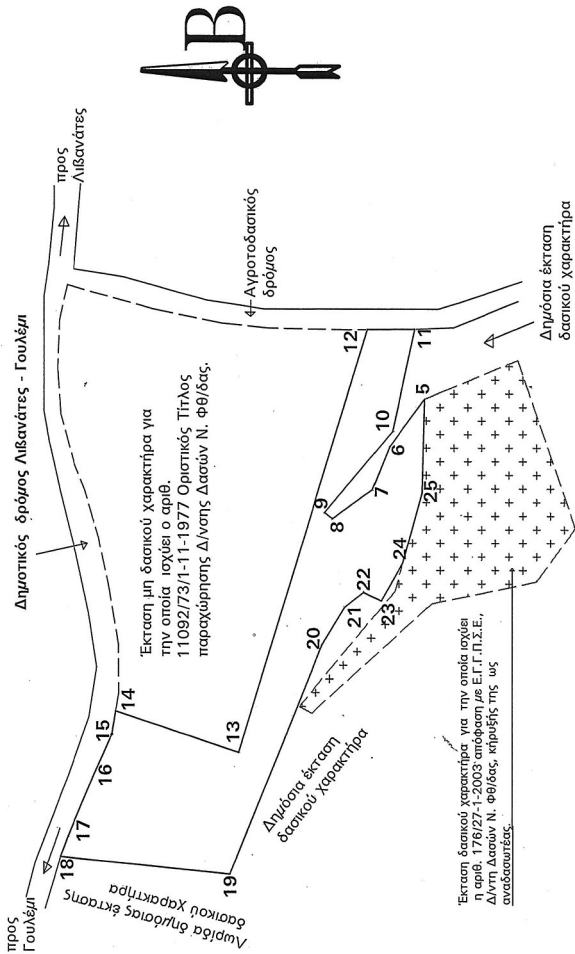 προς
Γουλέμι
Δημοτικός δρόμος Λιβανάτες - Γουλέμι
προς
Λιβανάτες
B
Αγροτοδασικός
δρόμος
Έκταση μη δασικού χαρακτήρα για
την οποία ισχύει ο αριθ.
11092/73/1-11-1977 Οριστικός Τίτλος
παραχώρησης Δ/νσης Δασών Ν. Φθ/δας.
18
17
16
15
14
13
19
Λωρίδα δημόσιας έκτασης
δασικού χαρακτήρα
12
11
10
9
8
7
6
5
20
21
22
23
24
25
Δημόσια έκταση
δασικού χαρακτήρα
Δημόσια έκταση
δασικού χαρακτήρα
Έκταση δασικού χαρακτήρα για την οποία ισχύει
η αριθ. 176/27-1-2003 απόφαση με Ε.Γ.Γ.Π.Σ.Ε.,
Δ/ντη Δασών Ν. Φθ/δας, κήρυξής της ως
αναδασωτέας.